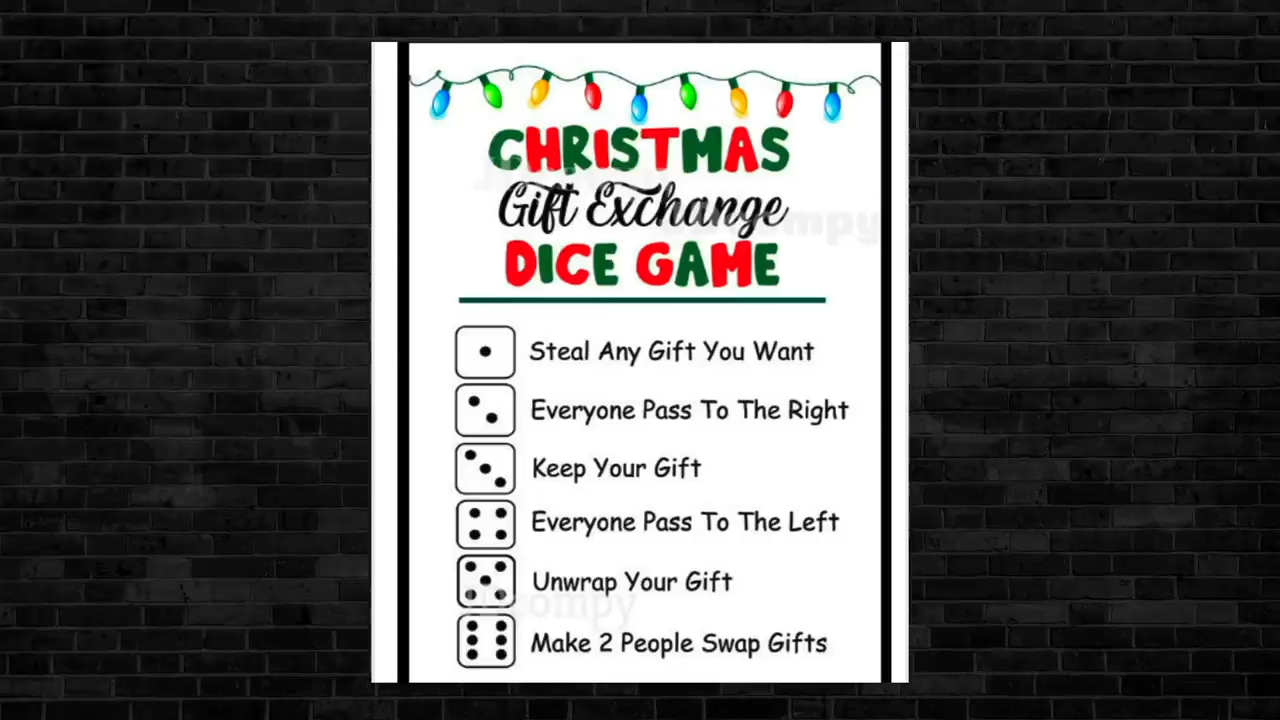 CHRISTMAS
Gift Exchange
DICE GAME
Steal Any Gift You Want
Everyone Pass To The Right
Keep Your Gift
Everyone Pass To The Left
Unwrap Your Gift
Make 2 People Swap Gifts